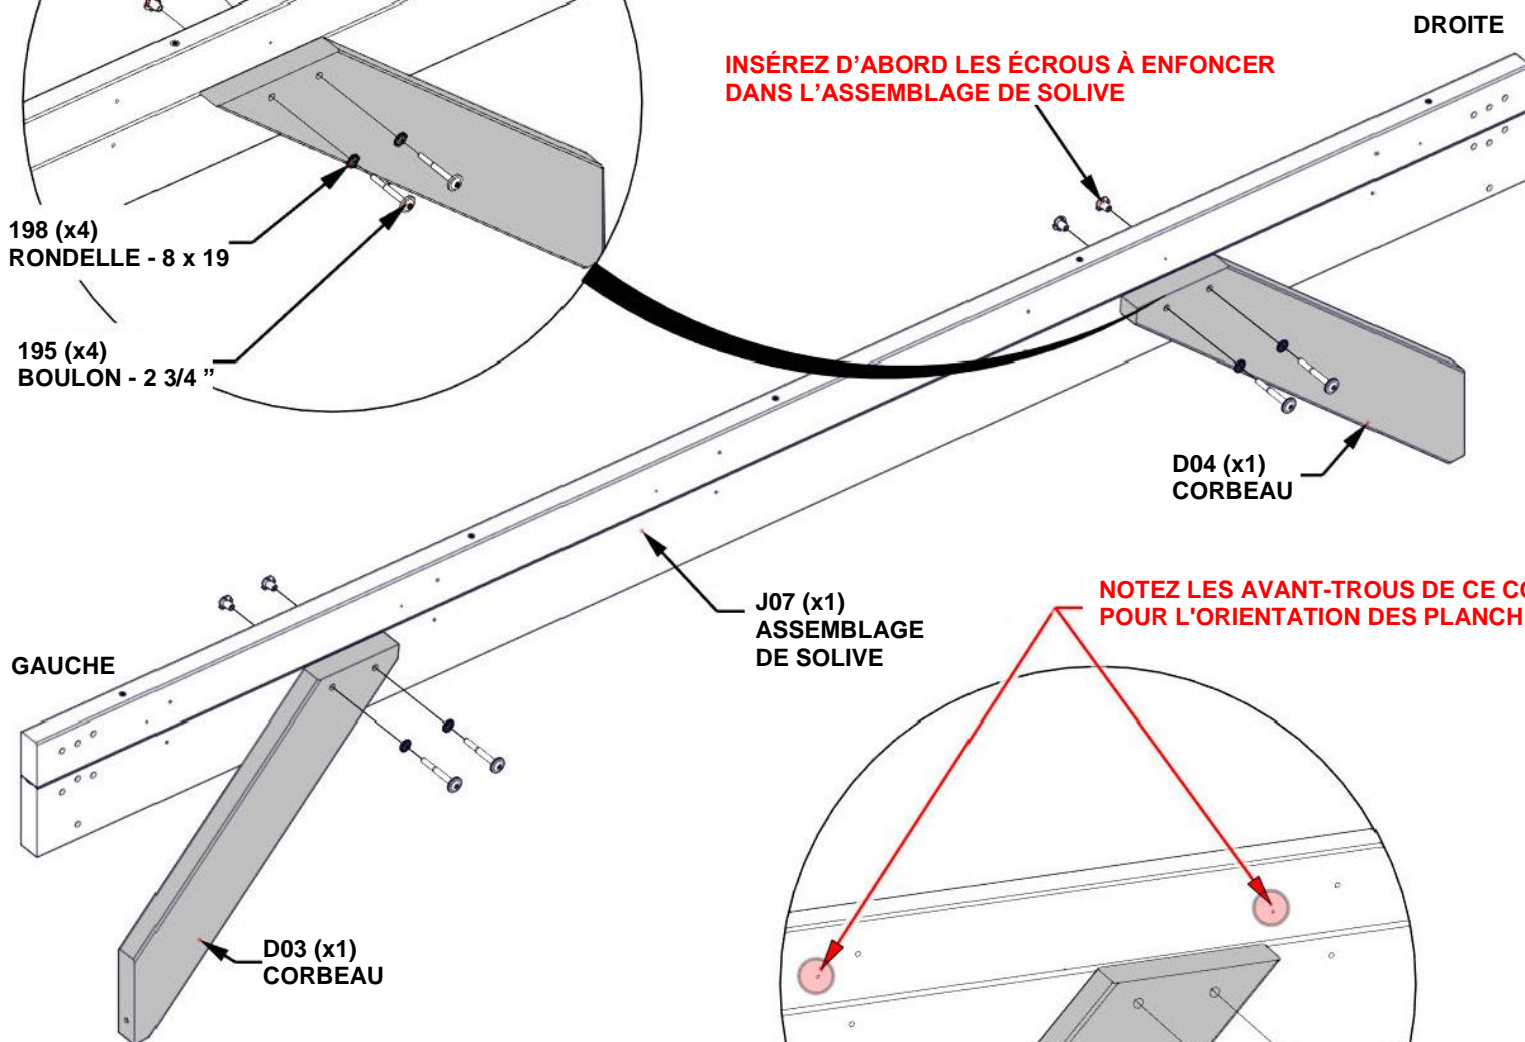 DROITE
INSÉREZ D'ABORD LES ÉCROUS À ENFONCER
DANS L'ASSEMBLAGE DE SOLIVE
198 (x4)
RONDELLE - 8 x 19
195 (x4)
BOULON - 2 3/4 ”
D04 (x1)
CORBEAU
J07 (x1)
ASSEMBLAGE
DE SOLIVE
NOTEZ LES AVANT-TROUS DE CE
POUR L'ORIENTATION DES
GAUCHE
D03 (x1)
CORBEAU